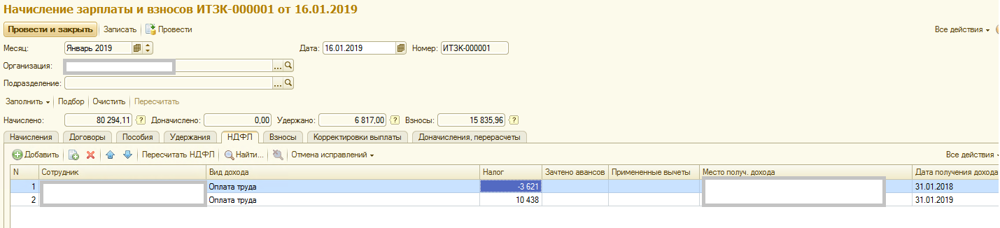 Начисление зарплаты и взносов ИТЗК-000001 от 16.01.2019
Провести и закрыть Записать Провести Все действия
Месяц: Январь 2019 Дата: 16.01.2019 Номер: ИТЗК-000001
Организация: ...
Подразделение: ...
Заполнить Подбор Очистить Пересчитать
Начислено: 80 294,11 ? Доначислено: 0,00 Удержано: 6 817,00 ? Взносы: 15 835,96 ?
Начисления Договоры Пособия Удержания НДФЛ Взносы Корректировки выплаты Доначисления, перерасчеты
Добавить Пересчитать НДФЛ Найти... Отмена исправлений Все действия
N Сотрудник Вид дохода Налог Зачтено авансов Примененные вычеты Место получ. дохода Дата получения дохода
1 Оплата труда -3 621 31.01.2018
2 Оплата труда 10 438 31.01.2019